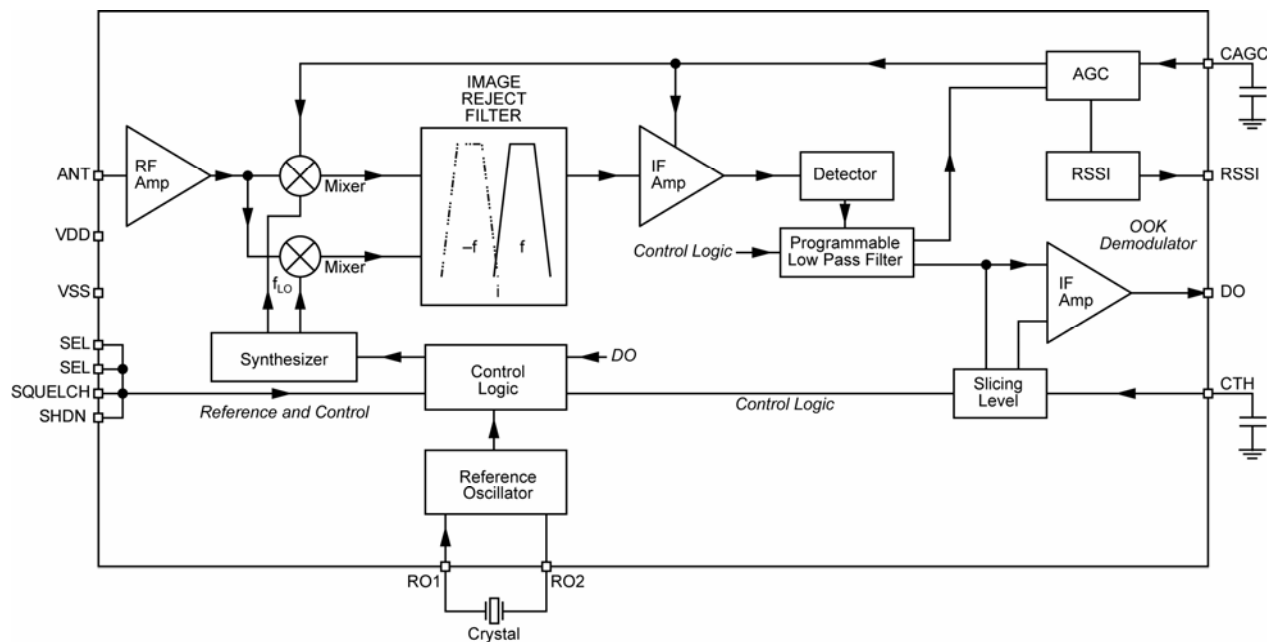 CAGC
AGC
IMAGE
REJECT
FILTER
RF
Amp
ANT
Mixer
IF
Amp
Detector
RSSI
RSSI
–f
f
i
OOK
Demodulator
VDD
Control Logic
Programmable
Low Pass Filter
Mixer
fLO
VSS
IF
Amp
DO
SEL
SEL
SQUELCH
SHDN
Synthesizer
Control
Logic
DO
Reference and Control
Control Logic
Slicing
Level
CTH
Reference
Oscillator
RO1
RO2
Crystal